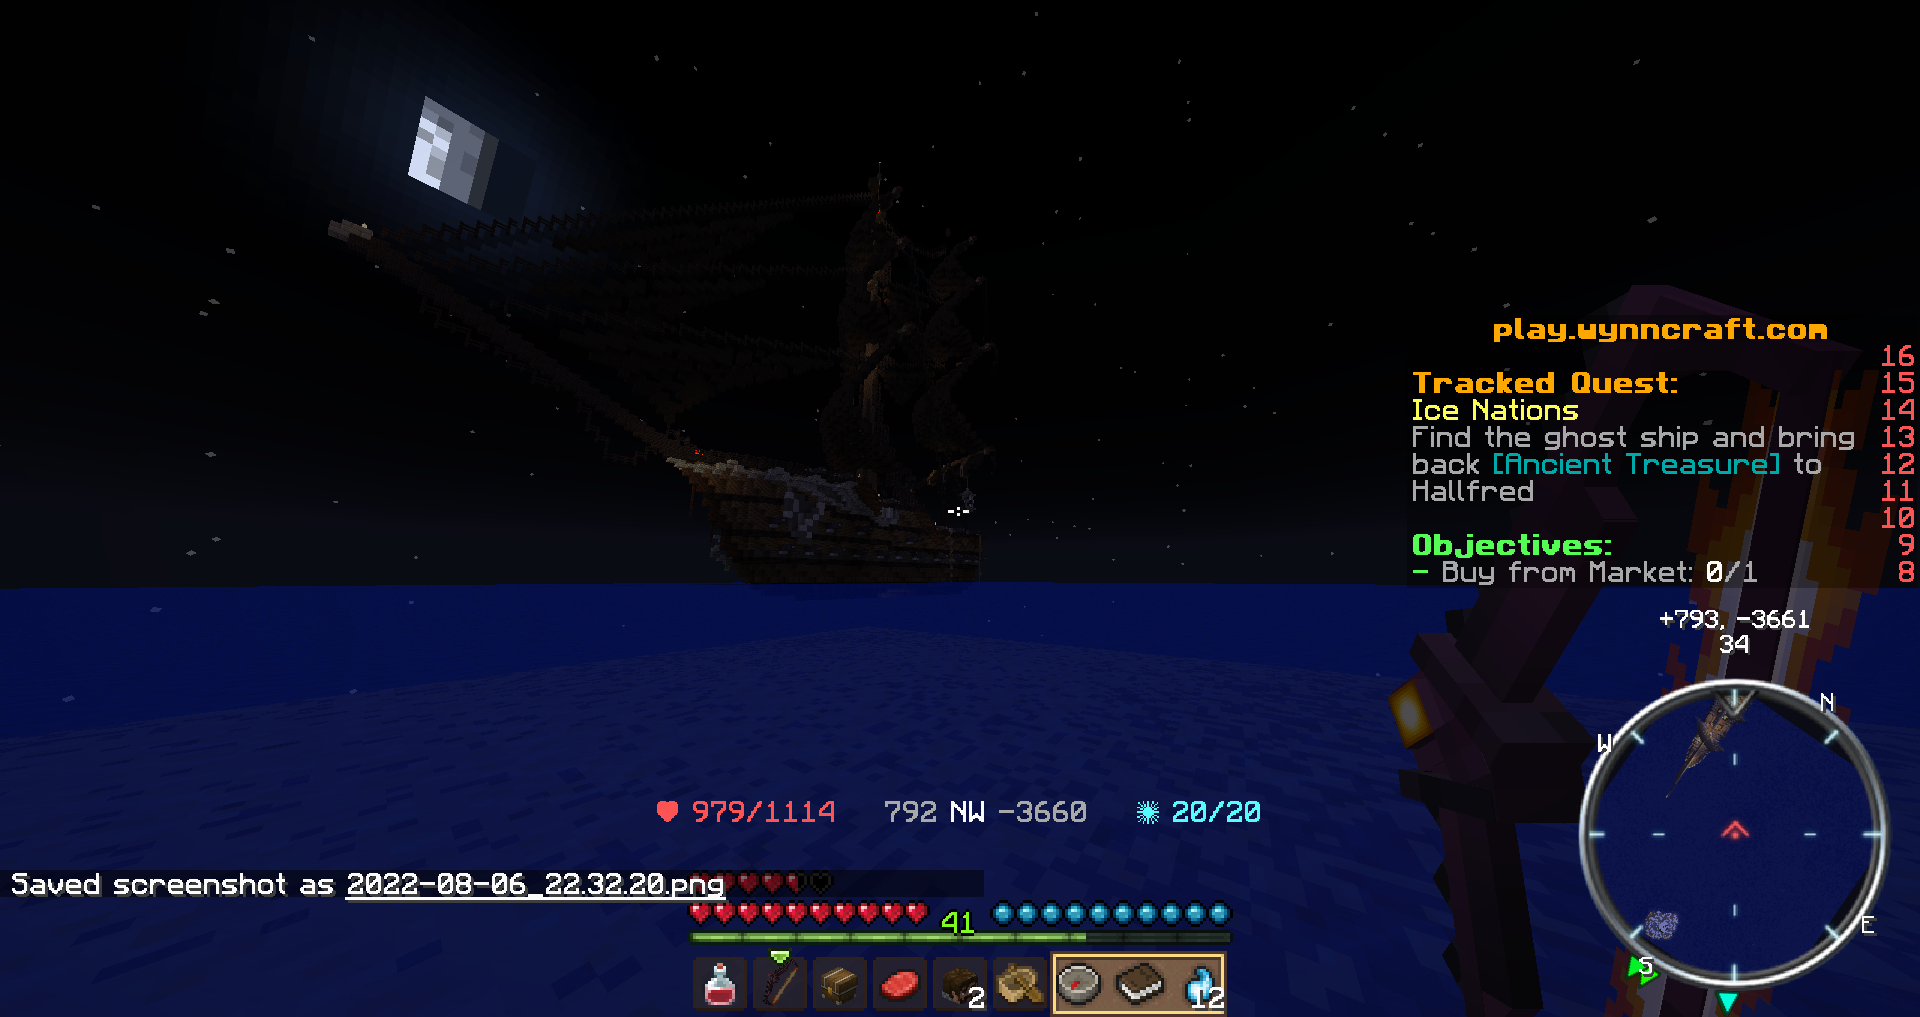 play.wynncraft.com
16
Tracked Quest: 15
Ice Nations 14
Find the ghost ship and bring 13
back [Ancient Treasure] to 12
Hallfred 11
10
Objectives: 9
- Buy from Market: 0/1 8
+793, -3661
34
N
W
E
S
979/1114 792 NW -3660 20/20
Saved screenshot as 2022-08-06_22.32.20.png
41
2
12